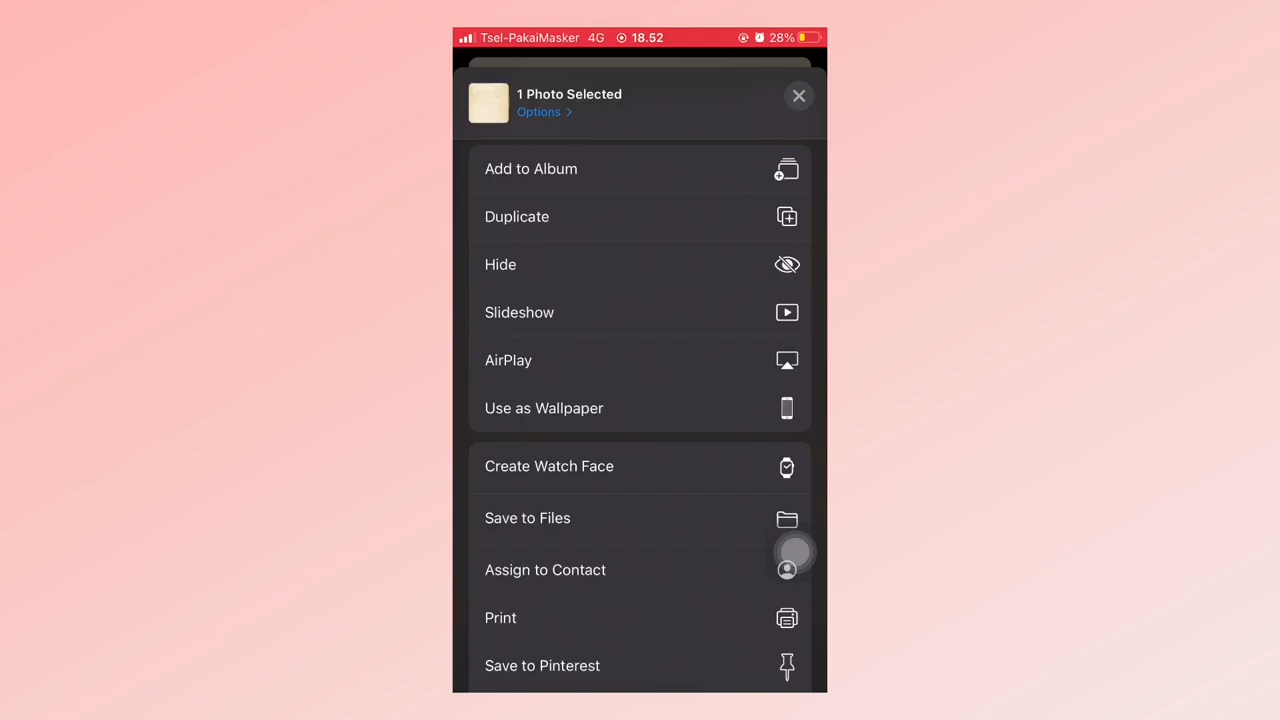 Tsel-PakaiMasker 4G 18.52 28%
1 Photo Selected
Options
Add to Album
Duplicate
Hide
Slideshow
AirPlay
Use as Wallpaper
Create Watch Face
Save to Files
Assign to Contact
Print
Save to Pinterest